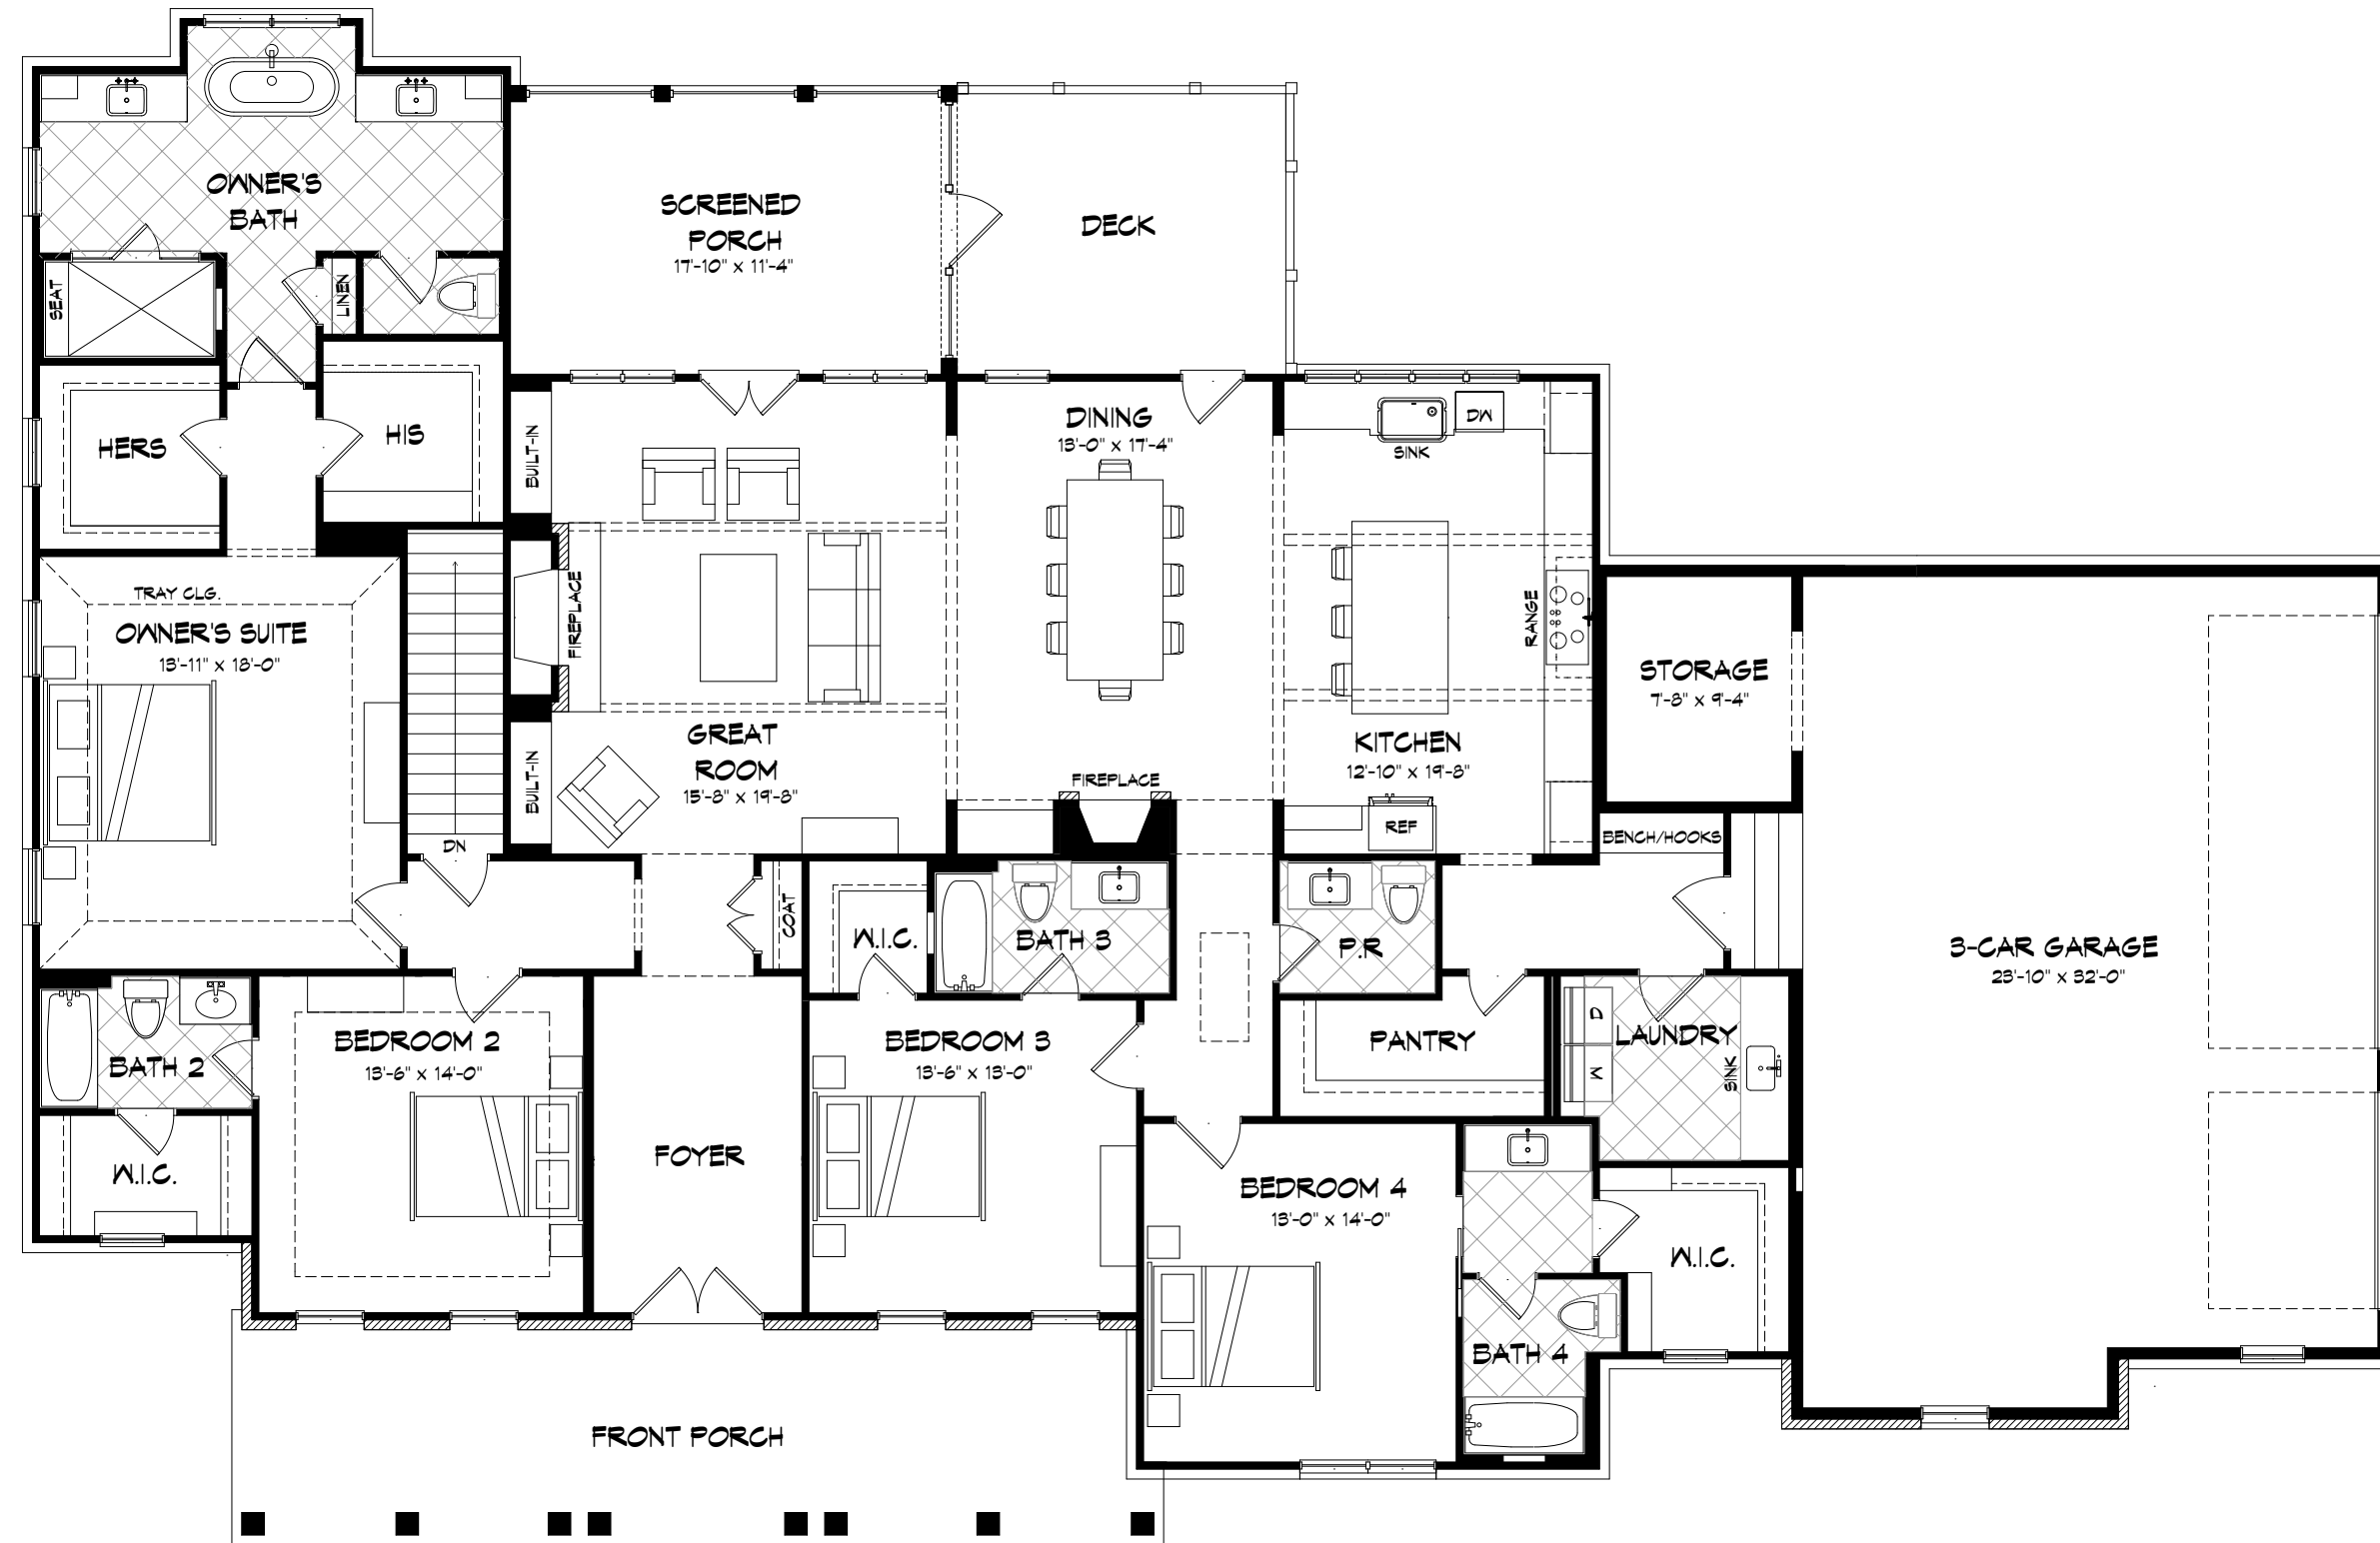 OWNER'S
BATH
SEAT
LINEN
SCREENED
PORCH
17'-10" x 11'-4"
DECK
HERS
HIS
BUILT-IN
DINING
13'-0" x 17'-4"
SINK
DW
TRAY CLG.
OWNER'S SUITE
13'-11" x 18'-0"
FIREPLACE
RANGE
STORAGE
7'-8" x 9'-4"
GREAT
ROOM
15'-8" x 19'-8"
BUILT-IN
FIREPLACE
KITCHEN
12'-10" x 19'-8"
REF
BENCH/HOOKS
DN
COAT
W.I.C.
BATH 3
P.R
3-CAR GARAGE
23'-10" x 32'-0"
BATH 2
BEDROOM 2
13'-6" x 14'-0"
BEDROOM 3
13'-6" x 13'-0"
PANTRY
D
LAUNDRY
W
SINK
W.I.C.
FOYER
BEDROOM 4
13'-0" x 14'-0"
W.I.C.
BATH 4
FRONT PORCH